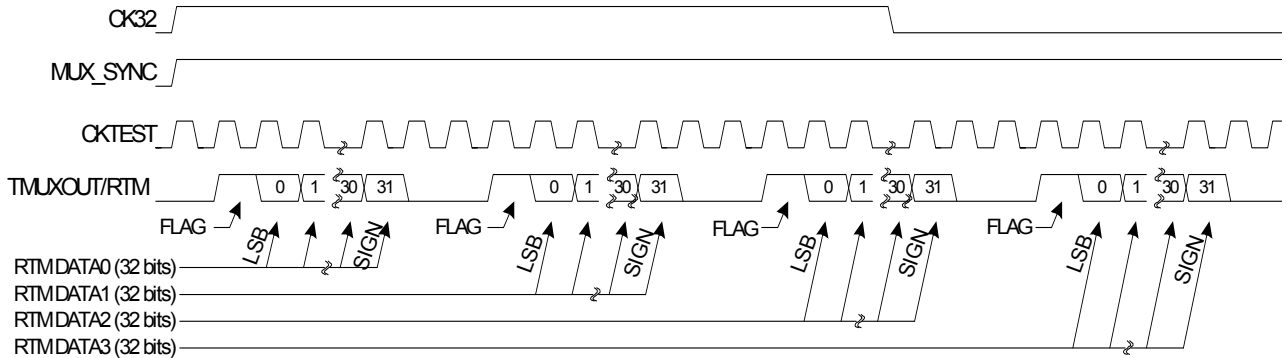 CK32
MUX_SYNC
CKTEST
TMUXOUT/RTM
0 1 30 31 0 1 30 31 0 1 30 31 0 1 30 31
FLAG FLAG FLAG FLAG
LSB SIGN LSB SIGN LSB SIGN LSB SIGN
RTMDATA0 (32 bits)
RTMDATA1 (32 bits)
RTMDATA2 (32 bits)
RTMDATA3 (32 bits)